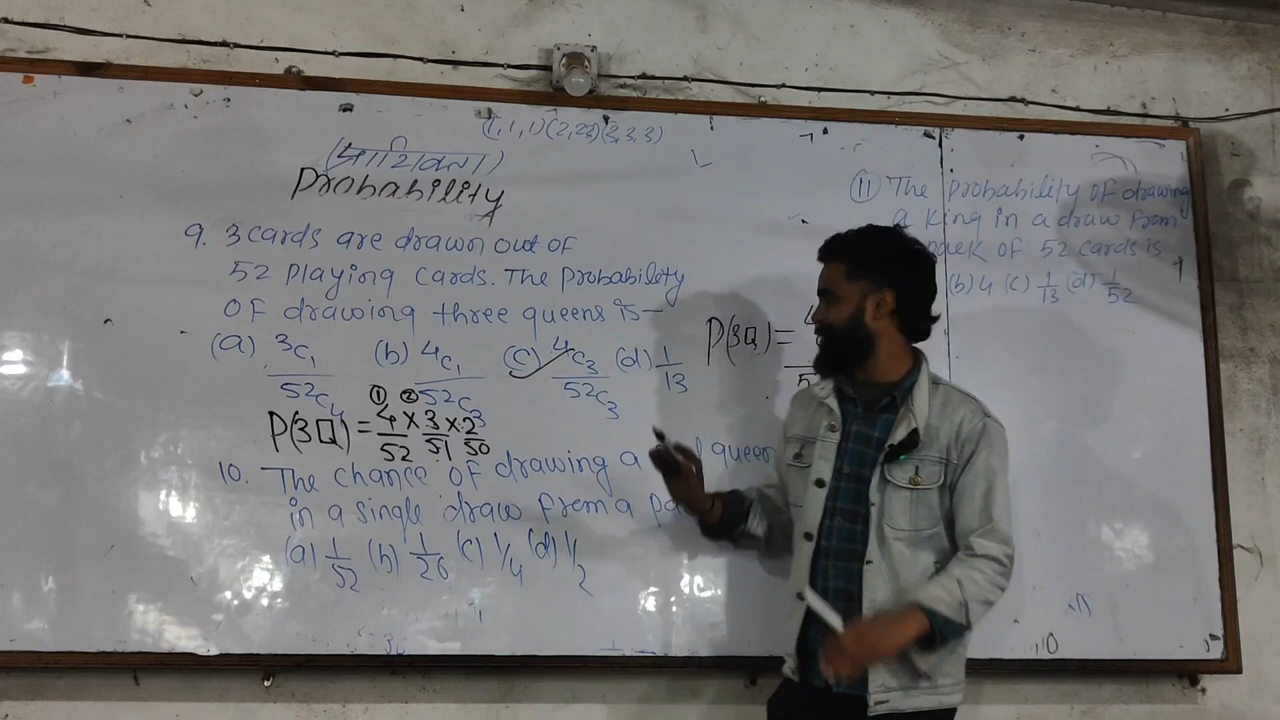 (1,1,1)(2,2,2)(3,3,3)
(प्रायिकता)
Probability
9. 3 cards are drawn out of
52 Playing cards. The Probability
of drawing three queens is—
(a) 3C1/52C4 (b) 4C1/52C3 (c) 4C3/52C3 (d) 1/13
① ②
P(3Q) = 4/52 × 3/51 × 2/50
10. The chance of drawing a queen
in a single draw from a
(a) 1/52 (b) 1/26 (c) 1/4 (d) 1/2
P(3Q) =
⑪ The Probability of drawing
a king in a draw from
pack of 52 cards is
(b) 4 (c) 1/13 (d) 1/52